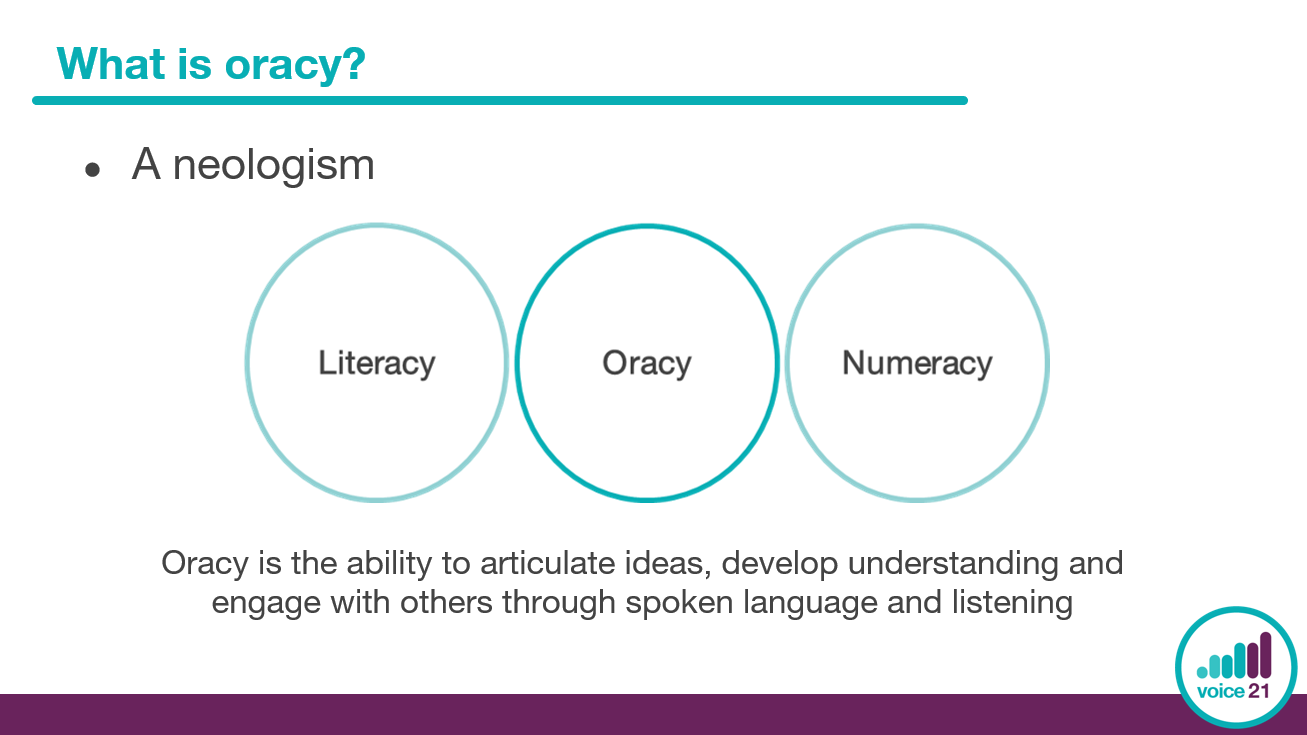 What is oracy?
● A neologism
Literacy
Oracy
Numeracy
Oracy is the ability to articulate ideas, develop understanding and
engage with others through spoken language and listening
voice 21